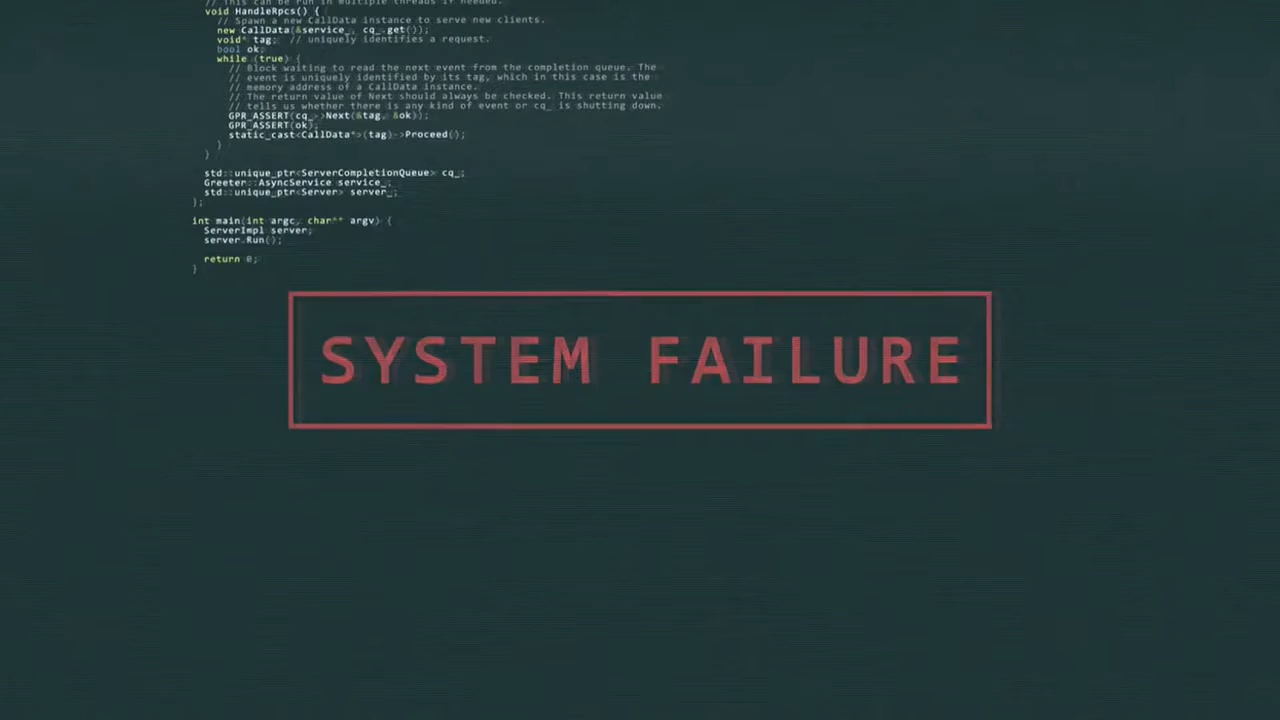 // This can be run in multiple threads if needed.
void HandleRpcs() {
// Spawn a new CallData instance to serve new clients.
new CallData(&service_, cq_.get());
void* tag;  // uniquely identifies a request.
bool ok;
while (true) {
// Block waiting to read the next event from the completion queue. The
// event is uniquely identified by its tag, which in this case is the
// memory address of a CallData instance.
// The return value of Next should always be checked. This return value
// tells us whether there is any kind of event or cq_ is shutting down.
GPR_ASSERT(cq_->Next(&tag, &ok));
GPR_ASSERT(ok);
static_cast<CallData*>(tag)->Proceed();
}
}
std::unique_ptr<ServerCompletionQueue> cq_;
Greeter::AsyncService service_;
std::unique_ptr<Server> server_;
};
int main(int argc, char** argv) {
ServerImpl server;
server.Run();
return 0;
}
SYSTEM FAILURE